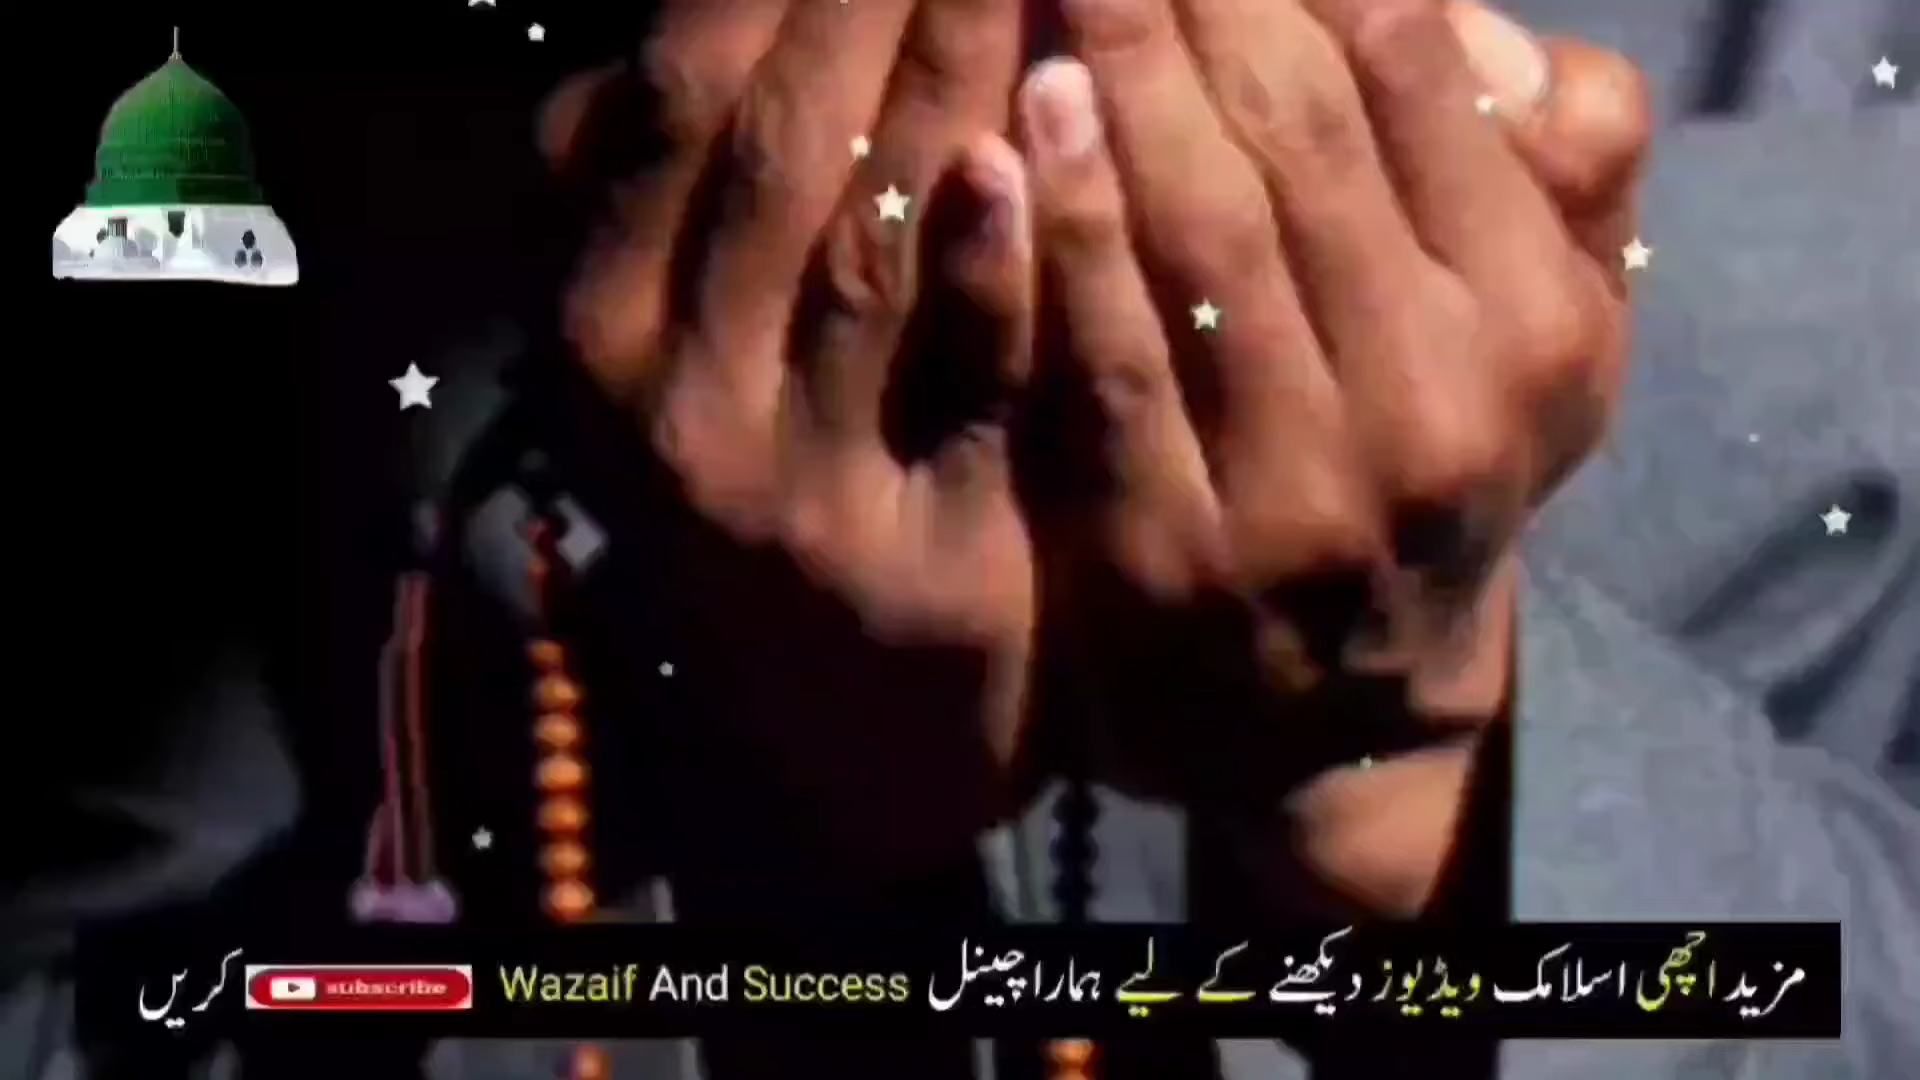 مزید اچھی اسلامک ویڈیوز دیکھنے کے لیے ہمارا چینل Wazaif And Success subscribe کریں